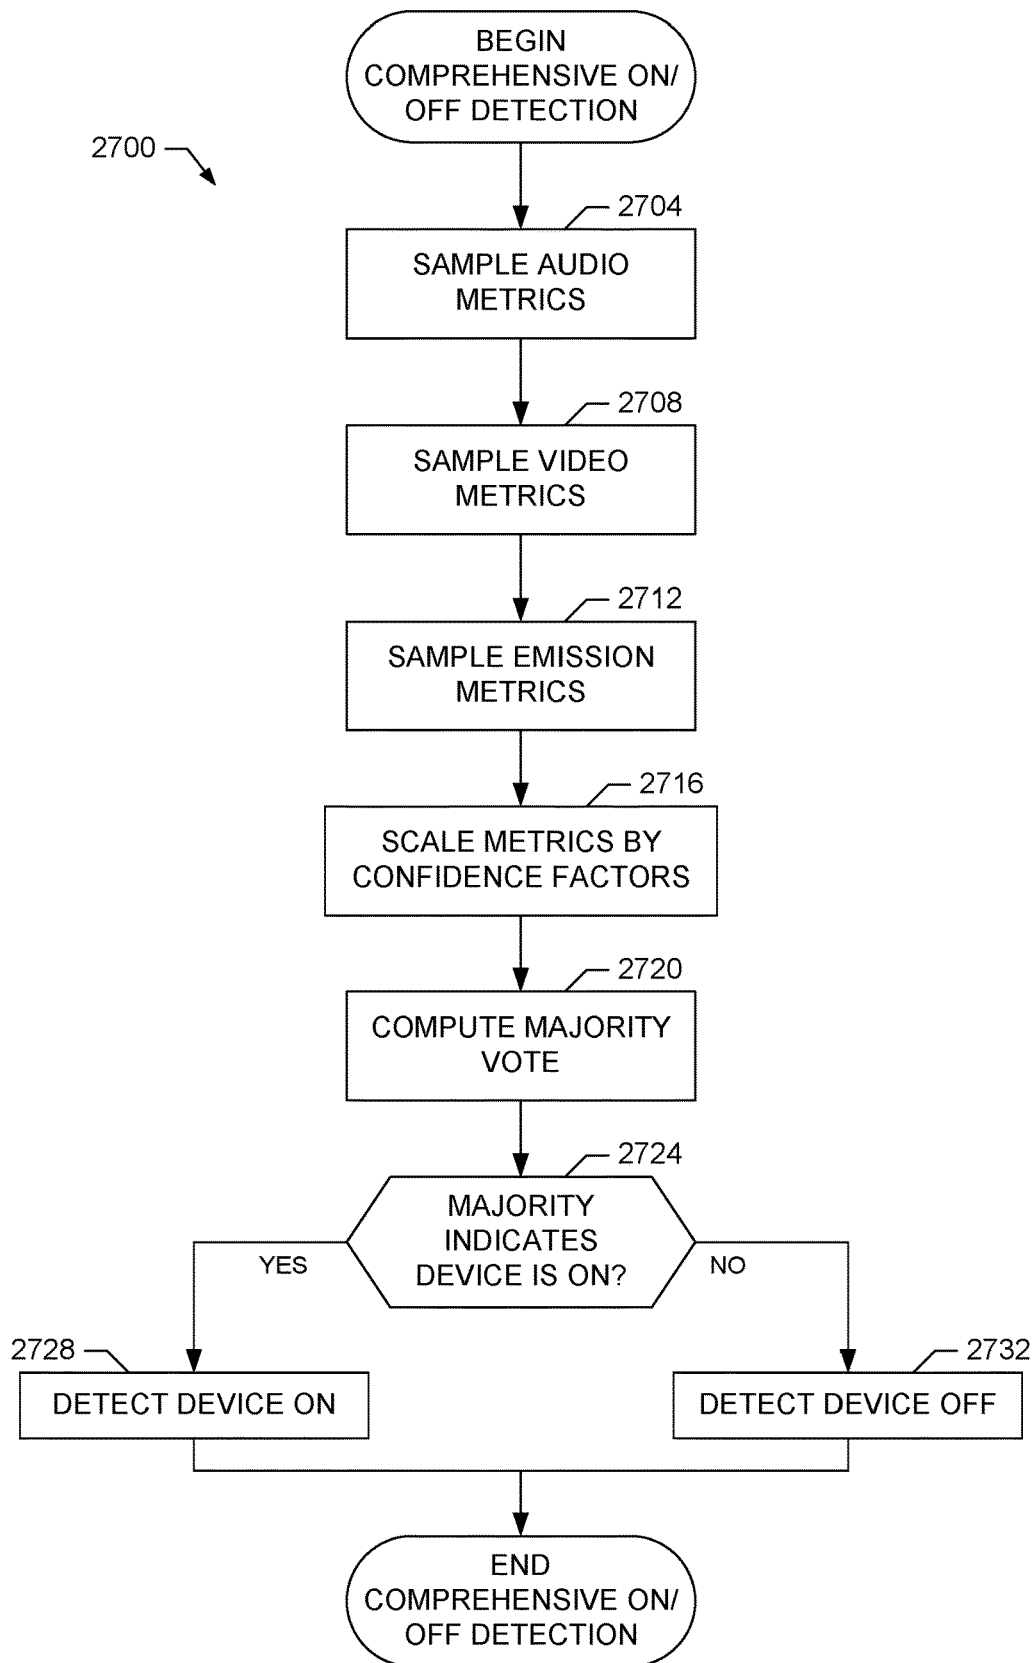 BEGIN
COMPREHENSIVE ON/
OFF DETECTION
2700
2704
SAMPLE AUDIO
METRICS
2708
SAMPLE VIDEO
METRICS
2712
SAMPLE EMISSION
METRICS
2716
SCALE METRICS BY
CONFIDENCE FACTORS
2720
COMPUTE MAJORITY
VOTE
2724
MAJORITY
INDICATES
DEVICE IS ON?
YES
NO
2728
DETECT DEVICE ON
2732
DETECT DEVICE OFF
END
COMPREHENSIVE ON/
OFF DETECTION